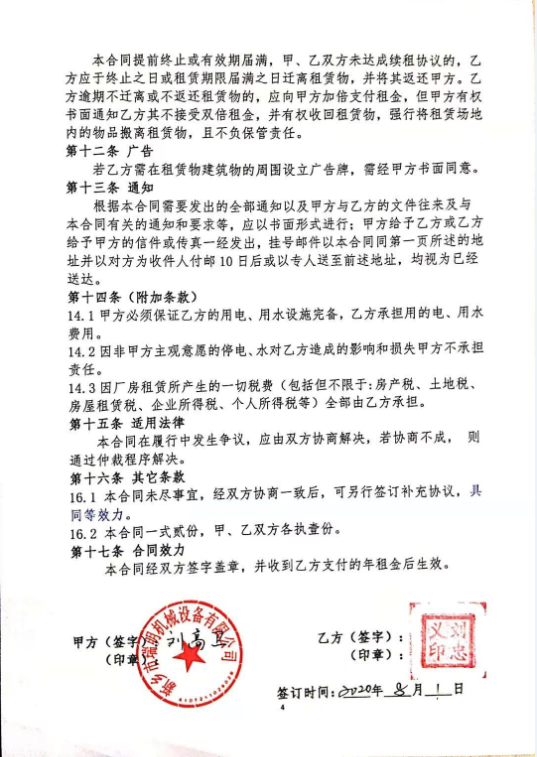 本合同提前终止或有效期届满，甲、乙双方未达成续租协议的，乙
方应于终止之日或租赁期限届满之日迁离租赁物，并将其返还甲方。乙
方逾期不迁离或不返还租赁物的，应向甲方加倍支付租金，但甲方有权
书面通知乙方其不接受双倍租金，并有权收回租赁物，强行将租赁场地
内的物品搬离租赁物，且不负保管责任。
第十二条 广告
若乙方需在租赁物建筑物的周围设立广告牌，需经甲方书面同意。
第十三条 通知
根据本合同需要发出的全部通知以及甲方与乙方的文件往来及与
本合同有关的通知和要求等，应以书面形式进行；甲方给予乙方或乙方
给予甲方的信件或传真一经发出，挂号邮件以本合同同第一页所述的地
址并以对方为收件人付邮 10 日后或以专人送至前述地址，均视为已经
送达。
第十四条（附加条款）
14.1 甲方必须保证乙方的用电、用水设施完备，乙方承担用的电、用水
费用。
14.2 因非甲方主观意愿的停电、水对乙方造成的影响和损失甲方不承担
责任。
14.3 因厂房租赁所产生的一切税费（包括但不限于:房产税、土地税、
房屋租赁税、企业所得税、个人所得税等）全部由乙方承担。
第十五条 适用法律
本合同在履行中发生争议，应由双方协商解决，若协商不成， 则
通过仲裁程序解决。
第十六条 其它条款
16.1 本合同未尽事宜，经双方协商一致后，可另行签订补充协议，具
同等效力。
16.2 本合同一式贰份，甲、乙双方各执壹份。
第十七条 合同效力
本合同经双方签字盖章，并收到乙方支付的年租金后生效。
甲方（签字）
（印章）
新乡市瑞明机械设备有限公司
刘高
乙方（签字）：
（印章）：
刘忠
义印
签订时间：2020年 8月 1 日
4